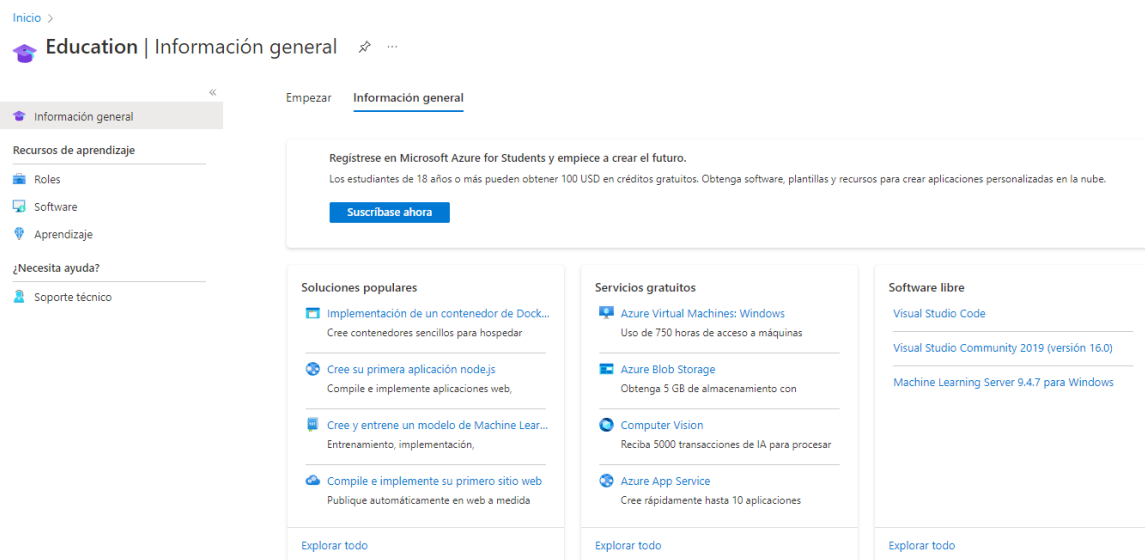 Inicio >
Education | Información general
«
Información general
Recursos de aprendizaje
Roles
Software
Aprendizaje
¿Necesita ayuda?
Soporte técnico
Empezar
Información general
Regístrese en Microsoft Azure for Students y empiece a crear el futuro.
Los estudiantes de 18 años o más pueden obtener 100 USD en créditos gratuitos. Obtenga software, plantillas y recursos para crear aplicaciones personalizadas en la nube.
Suscríbase ahora
Soluciones populares
Implementación de un contenedor de Dock...
Cree contenedores sencillos para hospedar
Cree su primera aplicación node.js
Compile e implemente aplicaciones web,
Cree y entrene un modelo de Machine Lear...
Entrenamiento, implementación,
Compile e implemente su primer sitio web
Publique automáticamente en web a medida
Explorar todo
Servicios gratuitos
Azure Virtual Machines: Windows
Uso de 750 horas de acceso a máquinas
Azure Blob Storage
Obtenga 5 GB de almacenamiento con
Computer Vision
Reciba 5000 transacciones de IA para procesar
Azure App Service
Cree rápidamente hasta 10 aplicaciones
Explorar todo
Software libre
Visual Studio Code
Visual Studio Community 2019 (versión 16.0)
Machine Learning Server 9.4.7 para Windows
Explorar todo